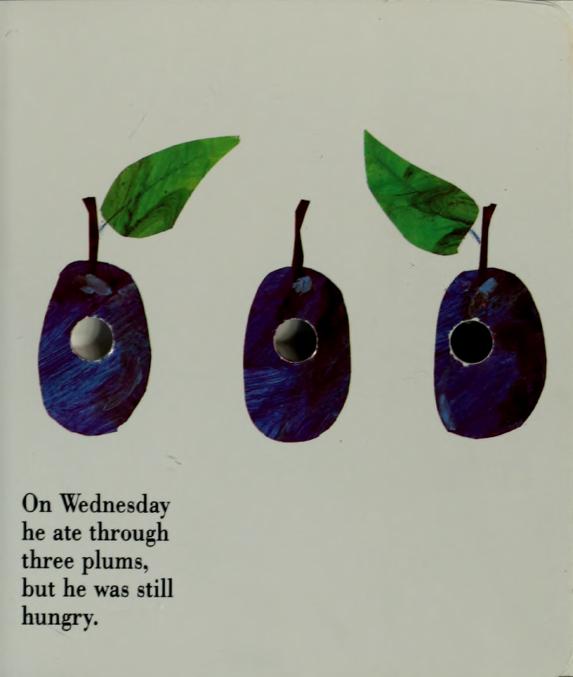 On Wednesday
he ate through
three plums,
but he was still
hungry.